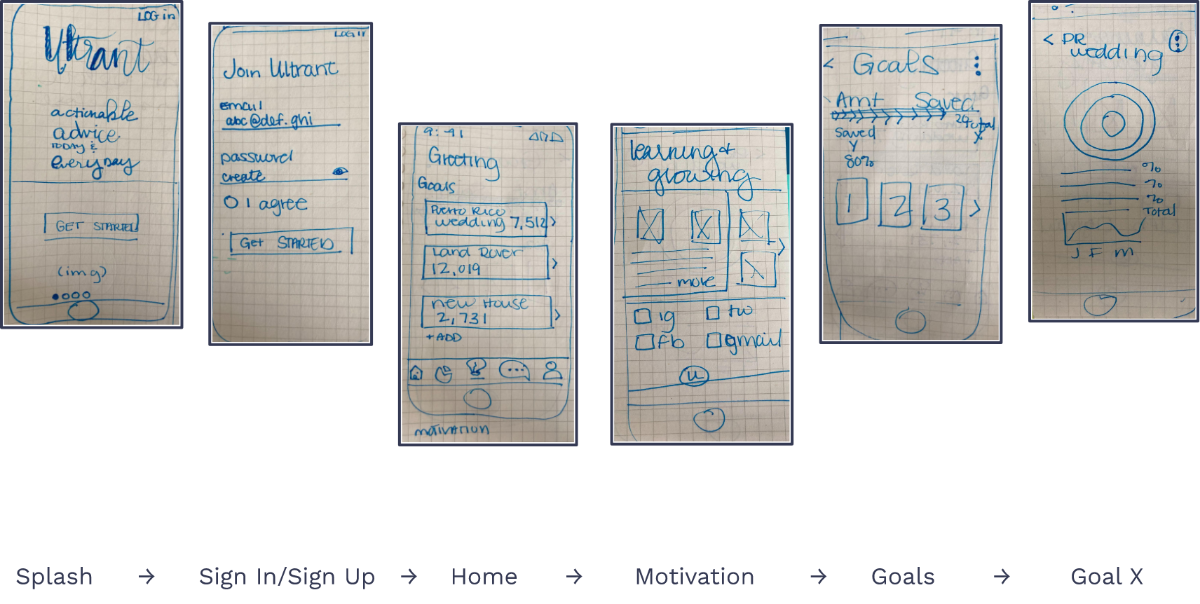 LOG in
Ultrant
actionable
advice
TODAY &
everyday
GET STARTED
(img)
LOG IN
Join Ultrant
email
abc@def.ghi
password
create
I agree
Get STARTED
9:41
Greeting
Goals
Puerto Rico
wedding 7,512
Land Rover
12,019
new House
2,731
+ ADD
motivation
learning &
growing
more
ig
tw
fb
gmail
u
< Goals
Amt Saved
saved
Y
80%
total
X
1 2 3 >
< PR
wedding
%
%
%
Total
J F M
Splash → Sign In/Sign Up → Home → Motivation → Goals → Goal X